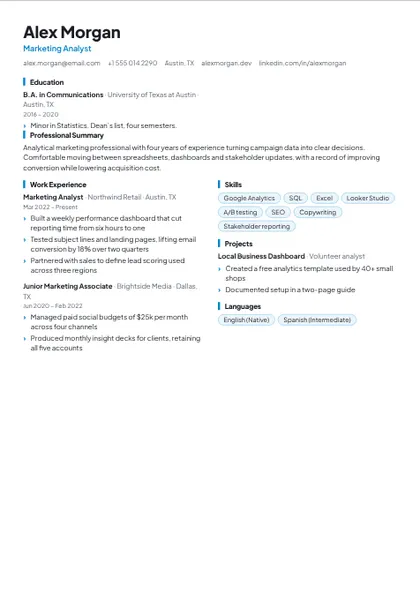 Alex Morgan
Marketing Analyst
alex.morgan@email.com +1 555 014 2290 Austin, TX alexmorgan.dev linkedin.com/in/alexmorgan
Education
B.A. in Communications · University of Texas at Austin ·
Austin, TX
2016 – 2020
› Minor in Statistics. Dean's list, four semesters.
Professional Summary
Analytical marketing professional with four years of experience turning campaign data into clear decisions.
Comfortable moving between spreadsheets, dashboards and stakeholder updates, with a record of improving
conversion while lowering acquisition cost.
Work Experience
Marketing Analyst · Northwind Retail · Austin, TX
Mar 2022 – Present
› Built a weekly performance dashboard that cut
reporting time from six hours to one
› Tested subject lines and landing pages, lifting email
conversion by 18% over two quarters
› Partnered with sales to define lead scoring used
across three regions
Junior Marketing Associate · Brightside Media · Dallas,
TX
Jun 2020 – Feb 2022
› Managed paid social budgets of $25k per month
across four channels
› Produced monthly insight decks for clients, retaining
all five accounts
Skills
Google Analytics SQL Excel Looker Studio
A/B testing SEO Copywriting
Stakeholder reporting
Projects
Local Business Dashboard · Volunteer analyst
› Created a free analytics template used by 40+ small
shops
› Documented setup in a two-page guide
Languages
English (Native) Spanish (Intermediate)